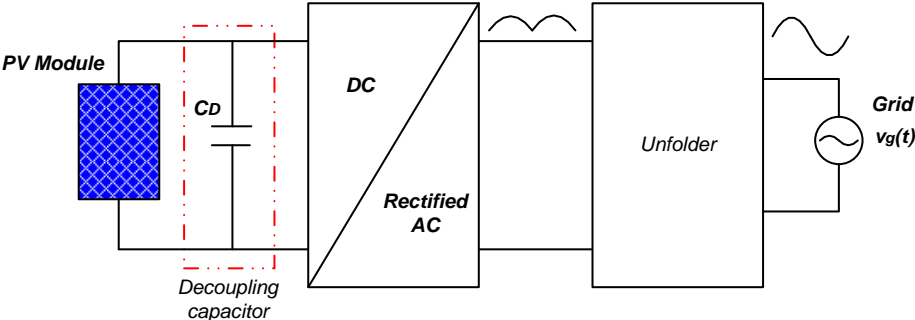 PV Module
CD
Decoupling
capacitor
DC
Rectified
AC
Unfolder
Grid
vg(t)